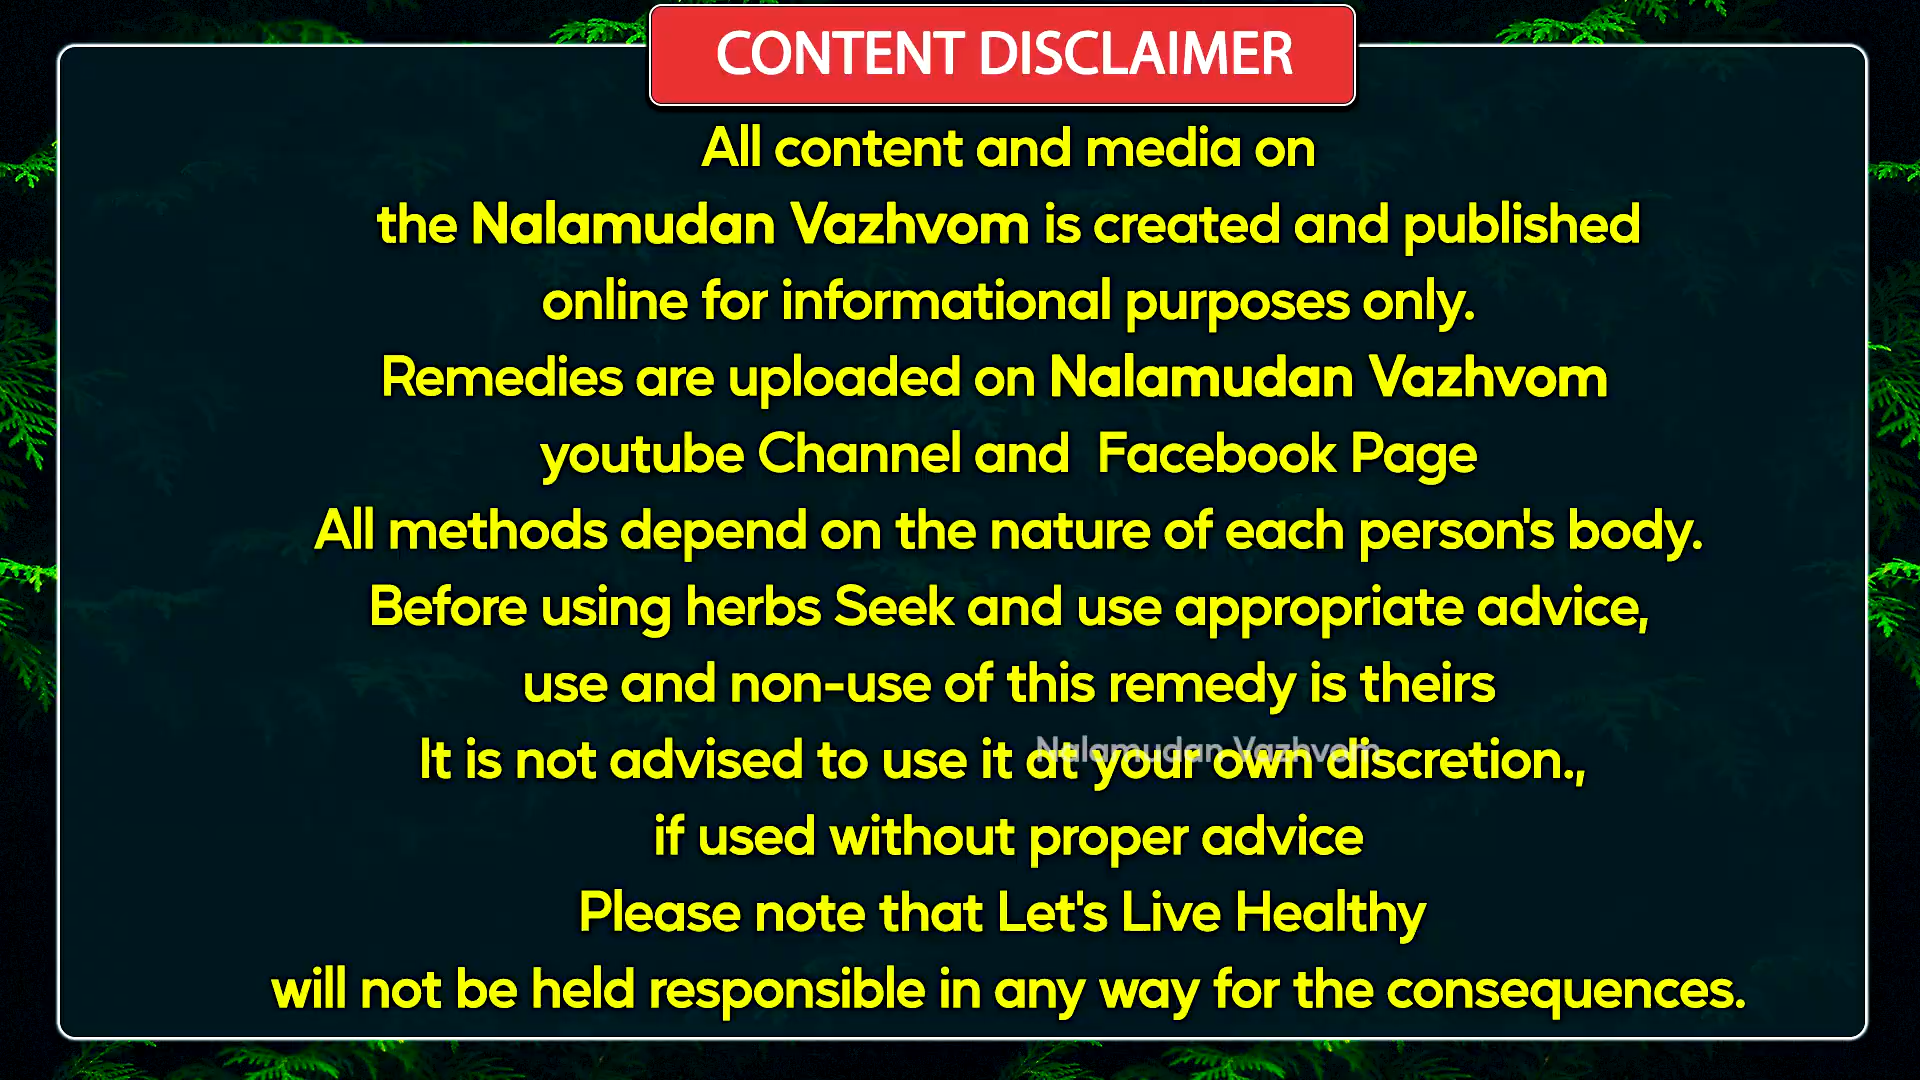 CONTENT DISCLAIMER
All content and media on
the Nalamudan Vazhvom is created and published
online for informational purposes only.
Remedies are uploaded on Nalamudan Vazhvom
youtube Channel and  Facebook Page
All methods depend on the nature of each person's body.
Before using herbs Seek and use appropriate advice,
use and non-use of this remedy is theirs
It is not advised to use it at your own discretion.,
Nalamudan Vazhvom
if used without proper advice
Please note that Let's Live Healthy
will not be held responsible in any way for the consequences.